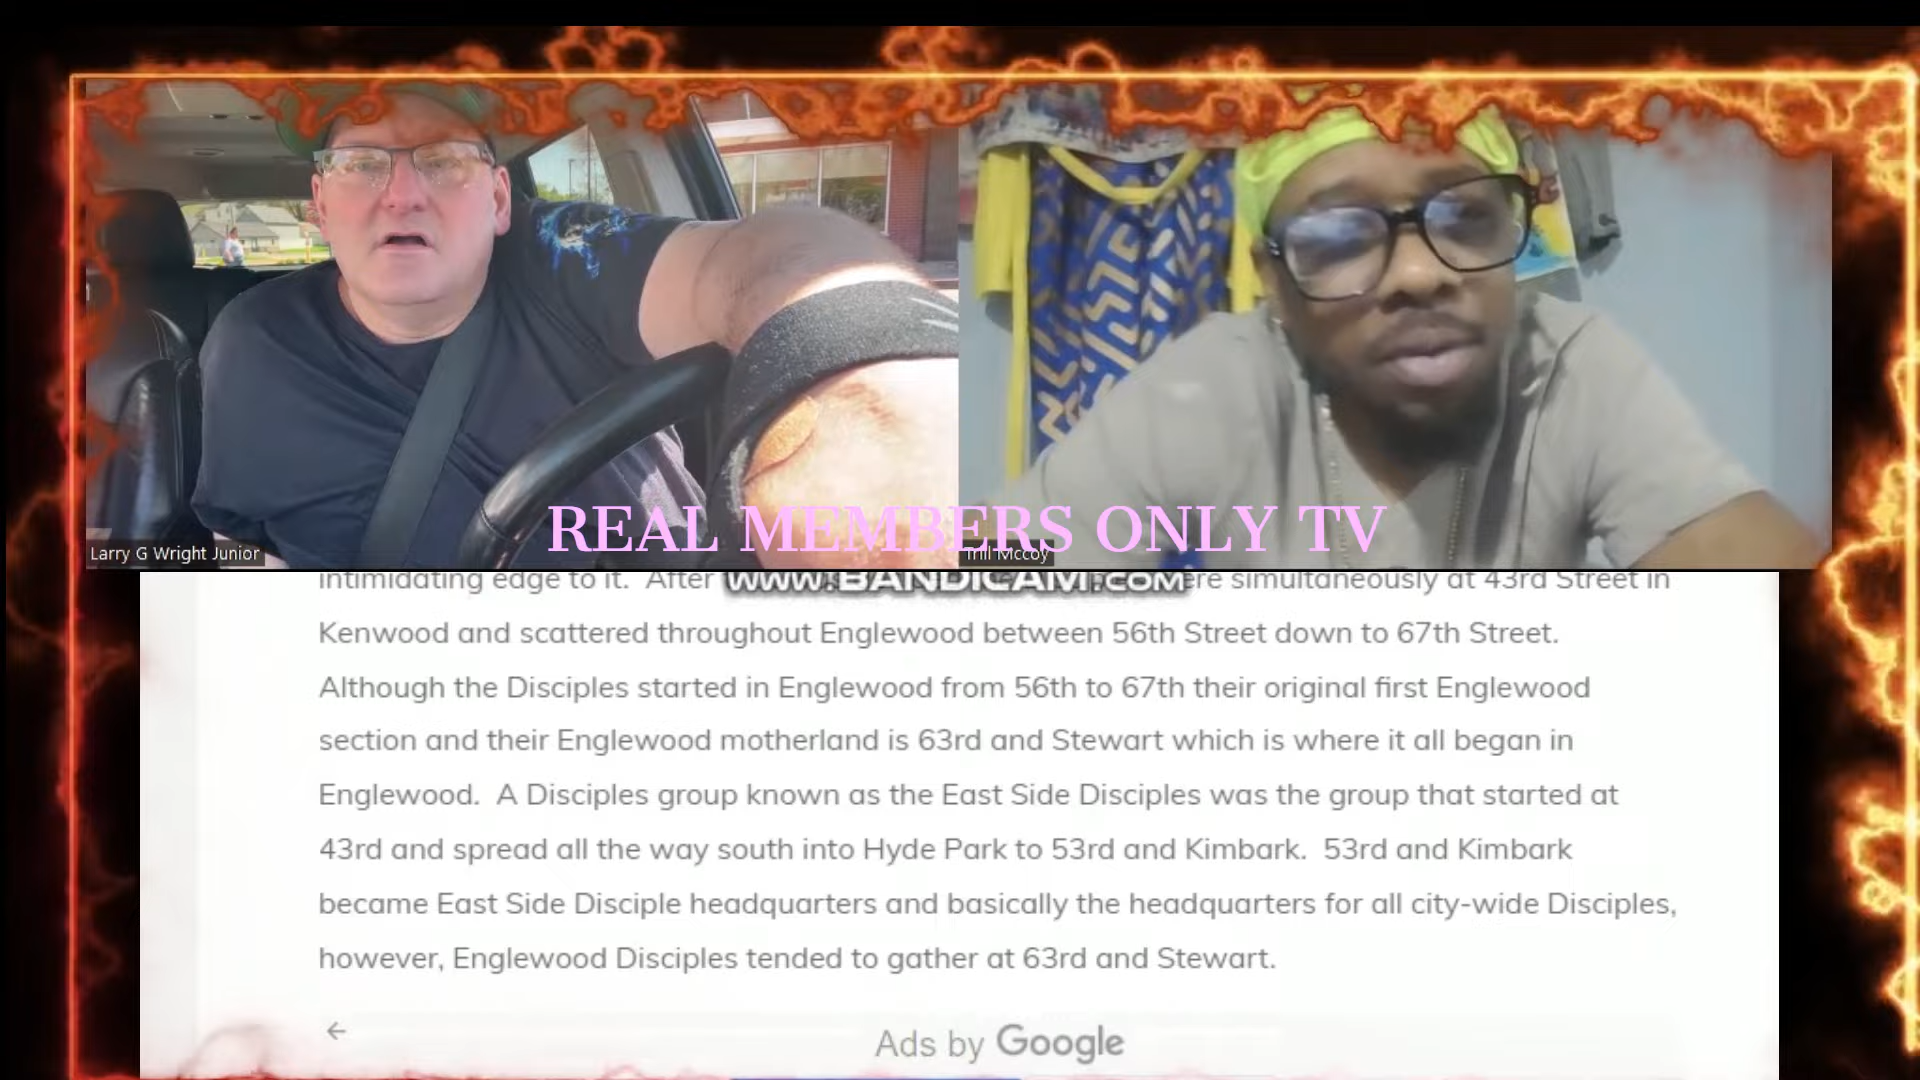 REAL MEMBERS ONLY TV
Larry G Wright Junior
Trill Mccoy
WWW.BANDICAM.COM
intimidating edge to it. After ere simultaneously at 43rd Street in
Kenwood and scattered throughout Englewood between 56th Street down to 67th Street.
Although the Disciples started in Englewood from 56th to 67th their original first Englewood
section and their Englewood motherland is 63rd and Stewart which is where it all began in
Englewood. A Disciples group known as the East Side Disciples was the group that started at
43rd and spread all the way south into Hyde Park to 53rd and Kimbark. 53rd and Kimbark
became East Side Disciple headquarters and basically the headquarters for all city-wide Disciples,
however, Englewood Disciples tended to gather at 63rd and Stewart.
Ads by Google